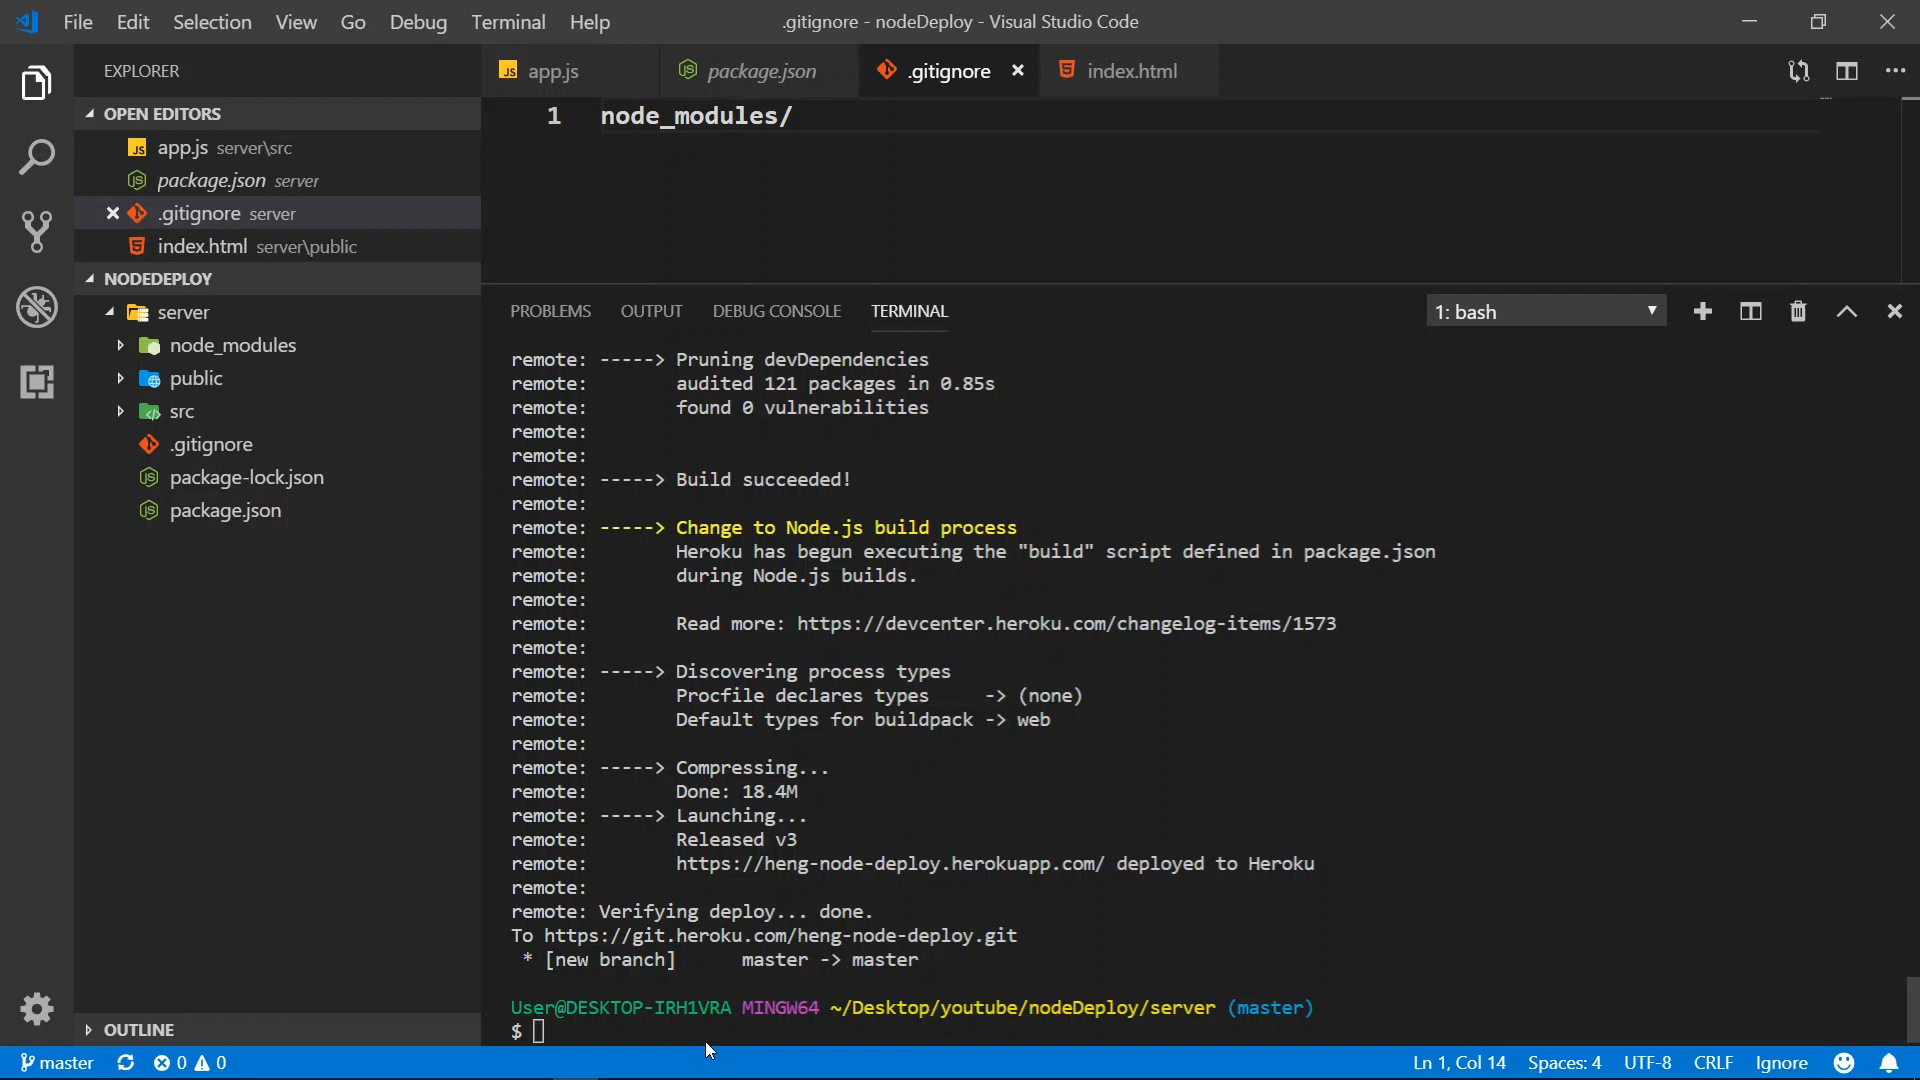 File Edit Selection View Go Debug Terminal Help
.gitignore - nodeDeploy - Visual Studio Code
EXPLORER
OPEN EDITORS
JS app.js server\src
package.json server
.gitignore server
index.html server\public
NODEDEPLOY
server
node_modules
public
src
.gitignore
package-lock.json
package.json
OUTLINE
JS app.js
package.json
.gitignore
index.html
1 node_modules/
PROBLEMS OUTPUT DEBUG CONSOLE TERMINAL
1: bash
remote: -----> Pruning devDependencies
remote: audited 121 packages in 0.85s
remote: found 0 vulnerabilities
remote:
remote:
remote: -----> Build succeeded!
remote:
remote: -----> Change to Node.js build process
remote: Heroku has begun executing the "build" script defined in package.json
remote: during Node.js builds.
remote:
remote: Read more: https://devcenter.heroku.com/changelog-items/1573
remote:
remote: -----> Discovering process types
remote: Procfile declares types -> (none)
remote: Default types for buildpack -> web
remote:
remote: -----> Compressing...
remote: Done: 18.4M
remote: -----> Launching...
remote: Released v3
remote: https://heng-node-deploy.herokuapp.com/ deployed to Heroku
remote:
remote: Verifying deploy... done.
To https://git.heroku.com/heng-node-deploy.git
* [new branch] master -> master
User@DESKTOP-IRH1VRA MINGW64 ~/Desktop/youtube/nodeDeploy/server (master)
$
master 0 0
Ln 1, Col 14 Spaces: 4 UTF-8 CRLF Ignore